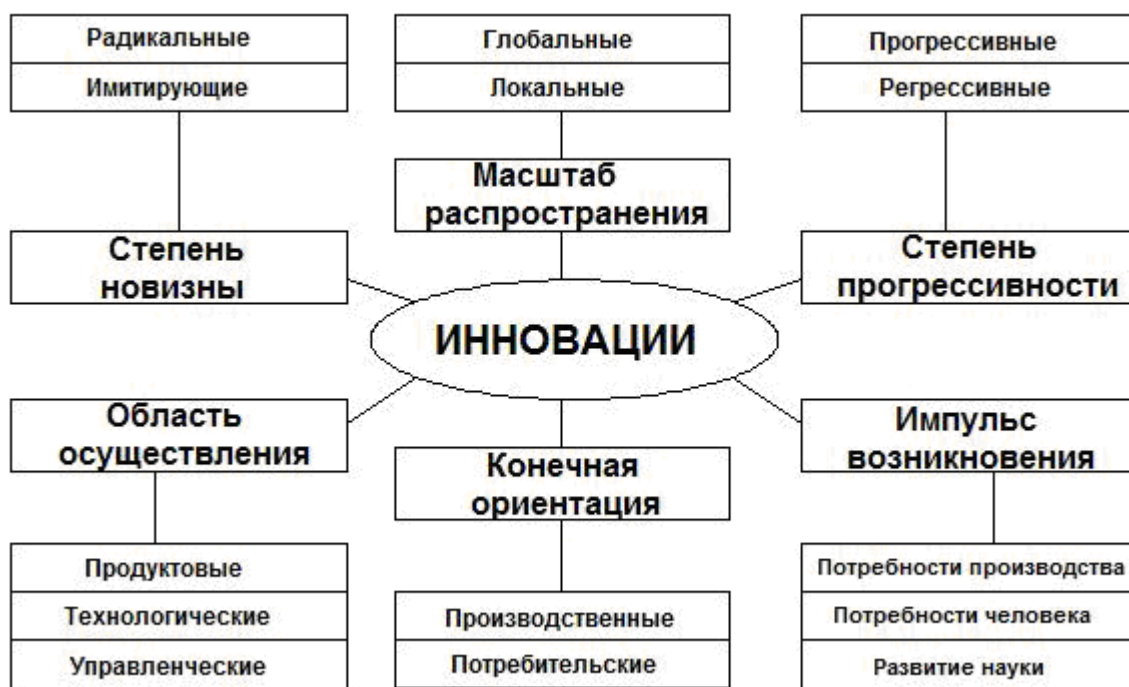 Радикальные
Имитирующие
Глобальные
Локальные
Прогрессивные
Регрессивные
Масштаб
распространения
Степень
новизны
Степень
прогрессивности
ИННОВАЦИИ
Область
осуществления
Конечная
ориентация
Импульс
возникновения
Продуктовые
Технологические
Управленческие
Производственные
Потребительские
Потребности производства
Потребности человека
Развитие науки